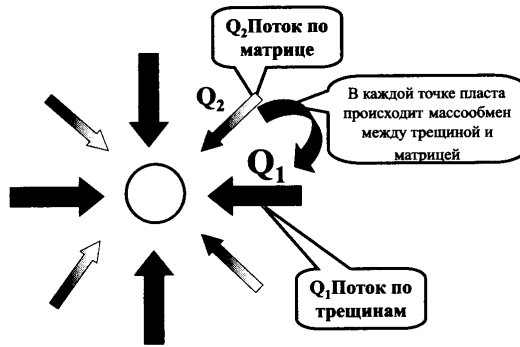 Q₂Поток по
матрице
Q₂
В каждой точке пласта
происходит массообмен
между трещиной и
матрицей
Q₁
Q₁Поток по
трещинам